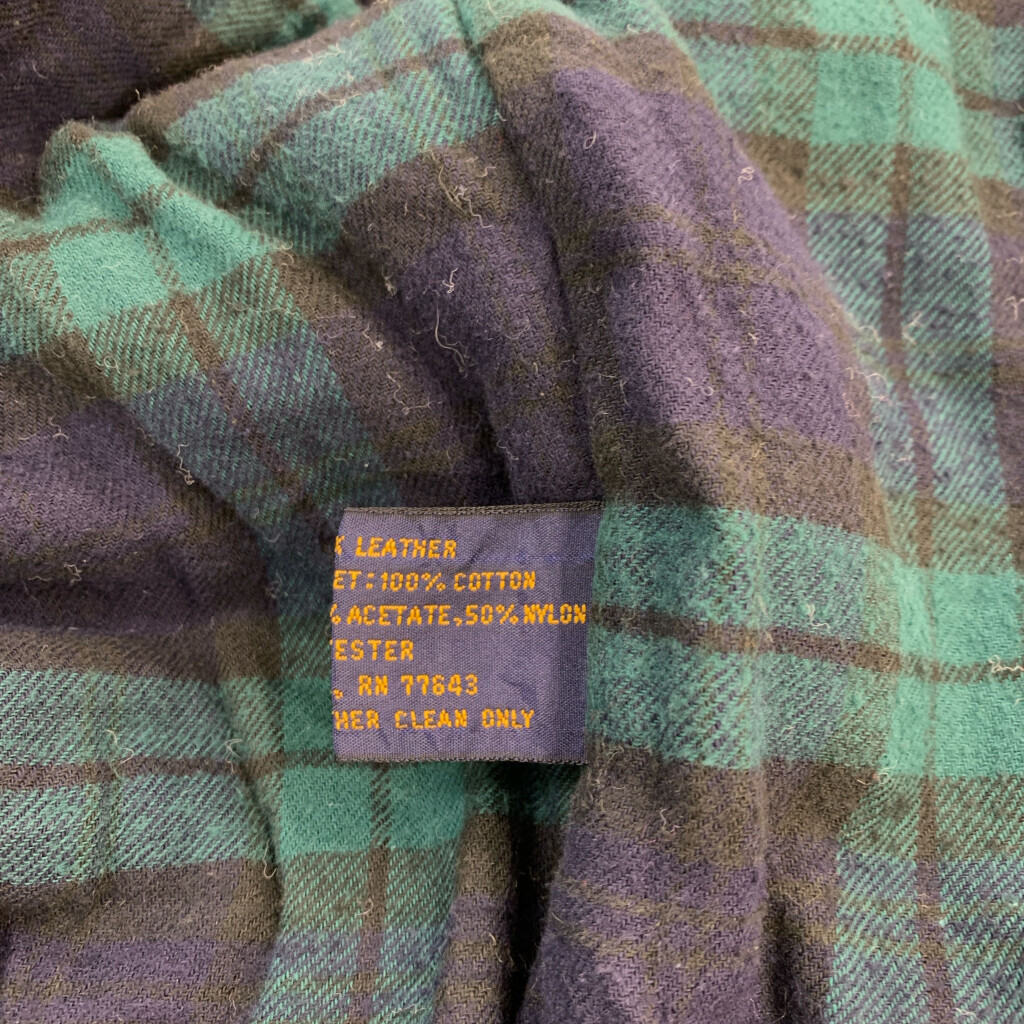 K LEATHER
ET:100% COTTON
% ACETATE,50% NYLON
ESTER
, RN 77643
HER CLEAN ONLY